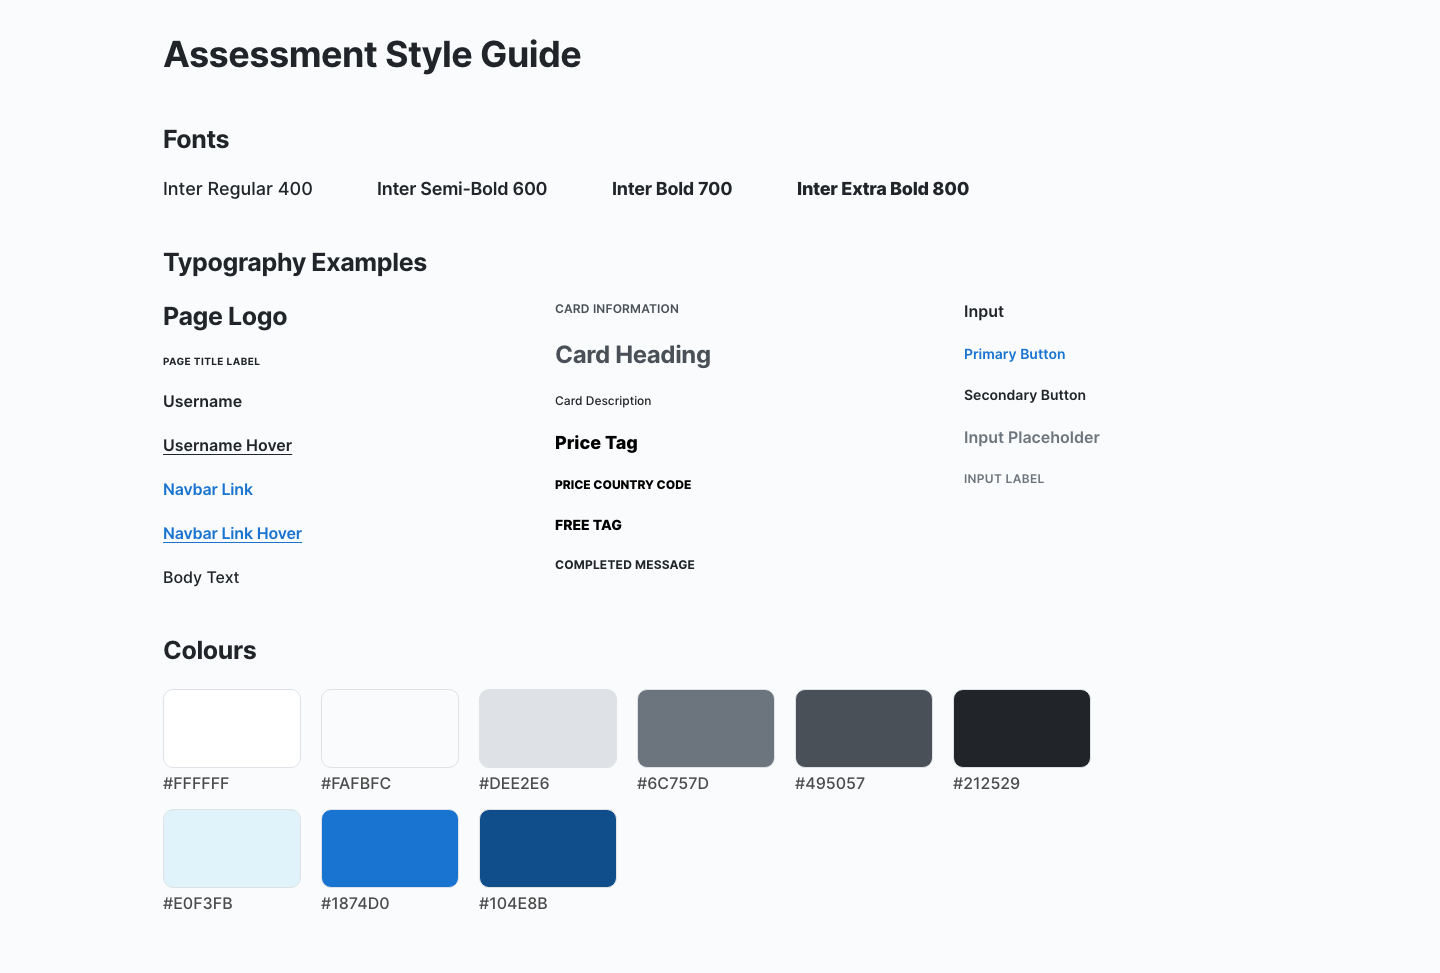 Assessment Style Guide
Fonts
Inter Regular 400
Inter Semi-Bold 600
Inter Bold 700
Inter Extra Bold 800
Typography Examples
Page Logo
PAGE TITLE LABEL
Username
Username Hover
Navbar Link
Navbar Link Hover
Body Text
CARD INFORMATION
Card Heading
Card Description
Price Tag
PRICE COUNTRY CODE
FREE TAG
COMPLETED MESSAGE
Input
Primary Button
Secondary Button
Input Placeholder
INPUT LABEL
Colours
#FFFFFF
#FAFBFC
#DEE2E6
#6C757D
#495057
#212529
#E0F3FB
#1874D0
#104E8B